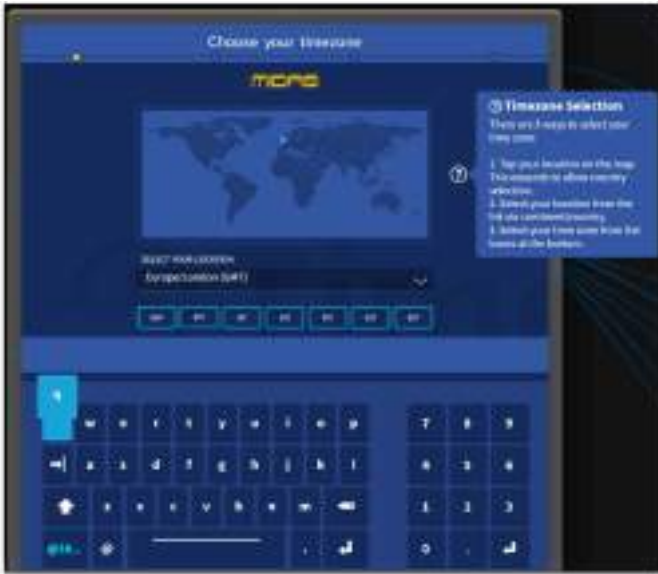 Choose your timezone
MIDAS
Timezone Selection
There are 3 ways to select your
time zone:
1. Tap your location on the map.
This expands to allow country
selection.
2. Select your location from the
list via continent/country.
3. Select your time zone from the
icons at the bottom.
SELECT YOUR LOCATION
Europe/London (GMT)
q
w e r t y u i o p 7 8 9
a s d f g h j k l 4 5 6
z x c v b n m 1 2 3
@ . 0 .